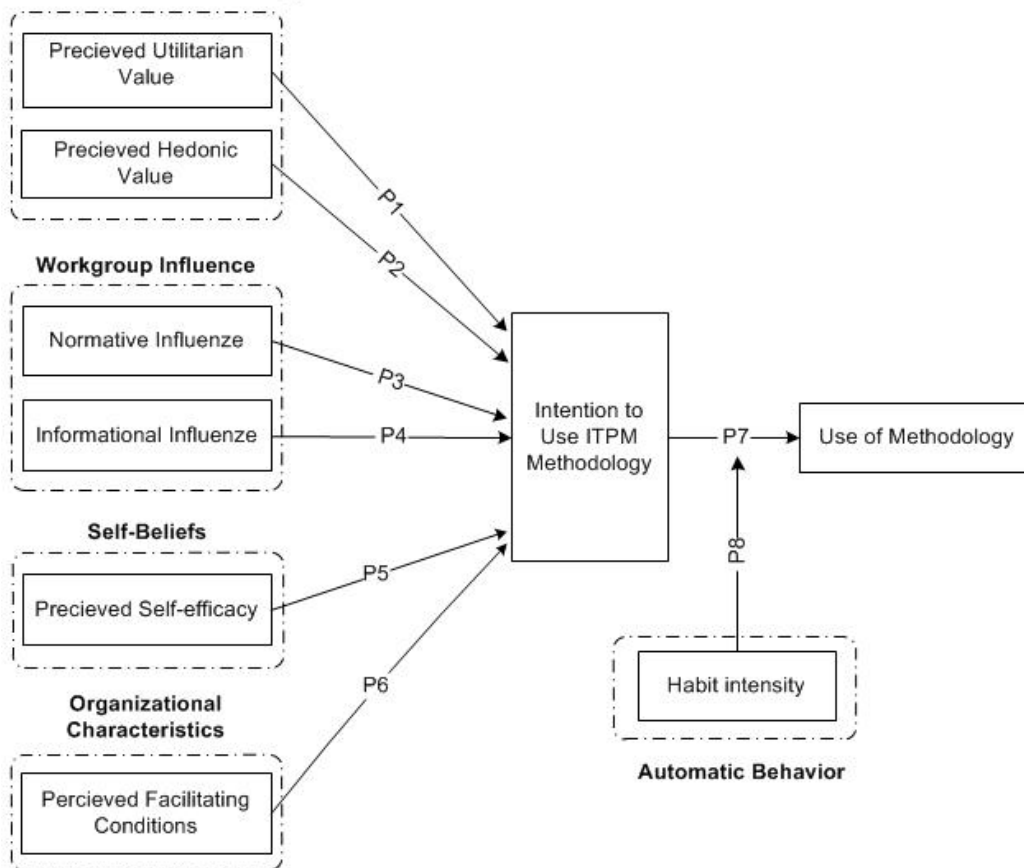 Precieved Utilitarian
Value
Precieved Hedonic
Value
P1
P2
Workgroup Influence
Normative Influenze
Informational Influenze
P3
P4
Intention to
Use ITPM
Methodology
P7
Use of Methodology
Self-Beliefs
Precieved Self-efficacy
P5
P8
Organizational
Characteristics
P6
Percieved Facilitating
Conditions
Habit intensity
Automatic Behavior